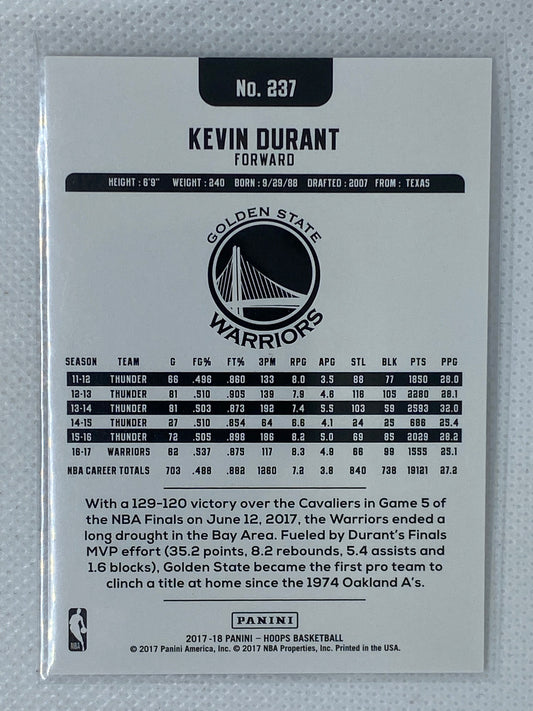 No. 237
KEVIN DURANT
FORWARD
HEIGHT : 6'9" WEIGHT : 240 BORN : 9/29/88 DRAFTED : 2007 FROM : TEXAS
GOLDEN STATE
WARRIORS
SEASON TEAM G FG% FT% 3PM RPG APG STL BLK PTS PPG
11-12 THUNDER 66 .496 .860 133 8.0 3.5 88 77 1850 28.0
12-13 THUNDER 81 .510 .905 139 7.9 4.6 116 105 2280 28.1
13-14 THUNDER 81 .503 .873 192 7.4 5.5 103 59 2593 32.0
14-15 THUNDER 27 .510 .854 64 6.6 4.1 24 25 686 25.4
15-16 THUNDER 72 .505 .898 186 8.2 5.0 69 85 2029 28.2
16-17 WARRIORS 62 .537 .875 117 8.3 4.8 66 99 1555 25.1
NBA CAREER TOTALS 703 .488 .882 1260 7.2 3.8 840 738 19121 27.2
With a 129-120 victory over the Cavaliers in Game 5 of
the NBA Finals on June 12, 2017, the Warriors ended a
long drought in the Bay Area. Fueled by Durant's Finals
MVP effort (35.2 points, 8.2 rebounds, 5.4 assists and
1.6 blocks), Golden State became the first pro team to
clinch a title at home since the 1974 Oakland A's.
PANINI
2017-18 PANINI – HOOPS BASKETBALL
© 2017 Panini America, Inc. © 2017 NBA Properties, Inc. Printed in the USA.
NBA